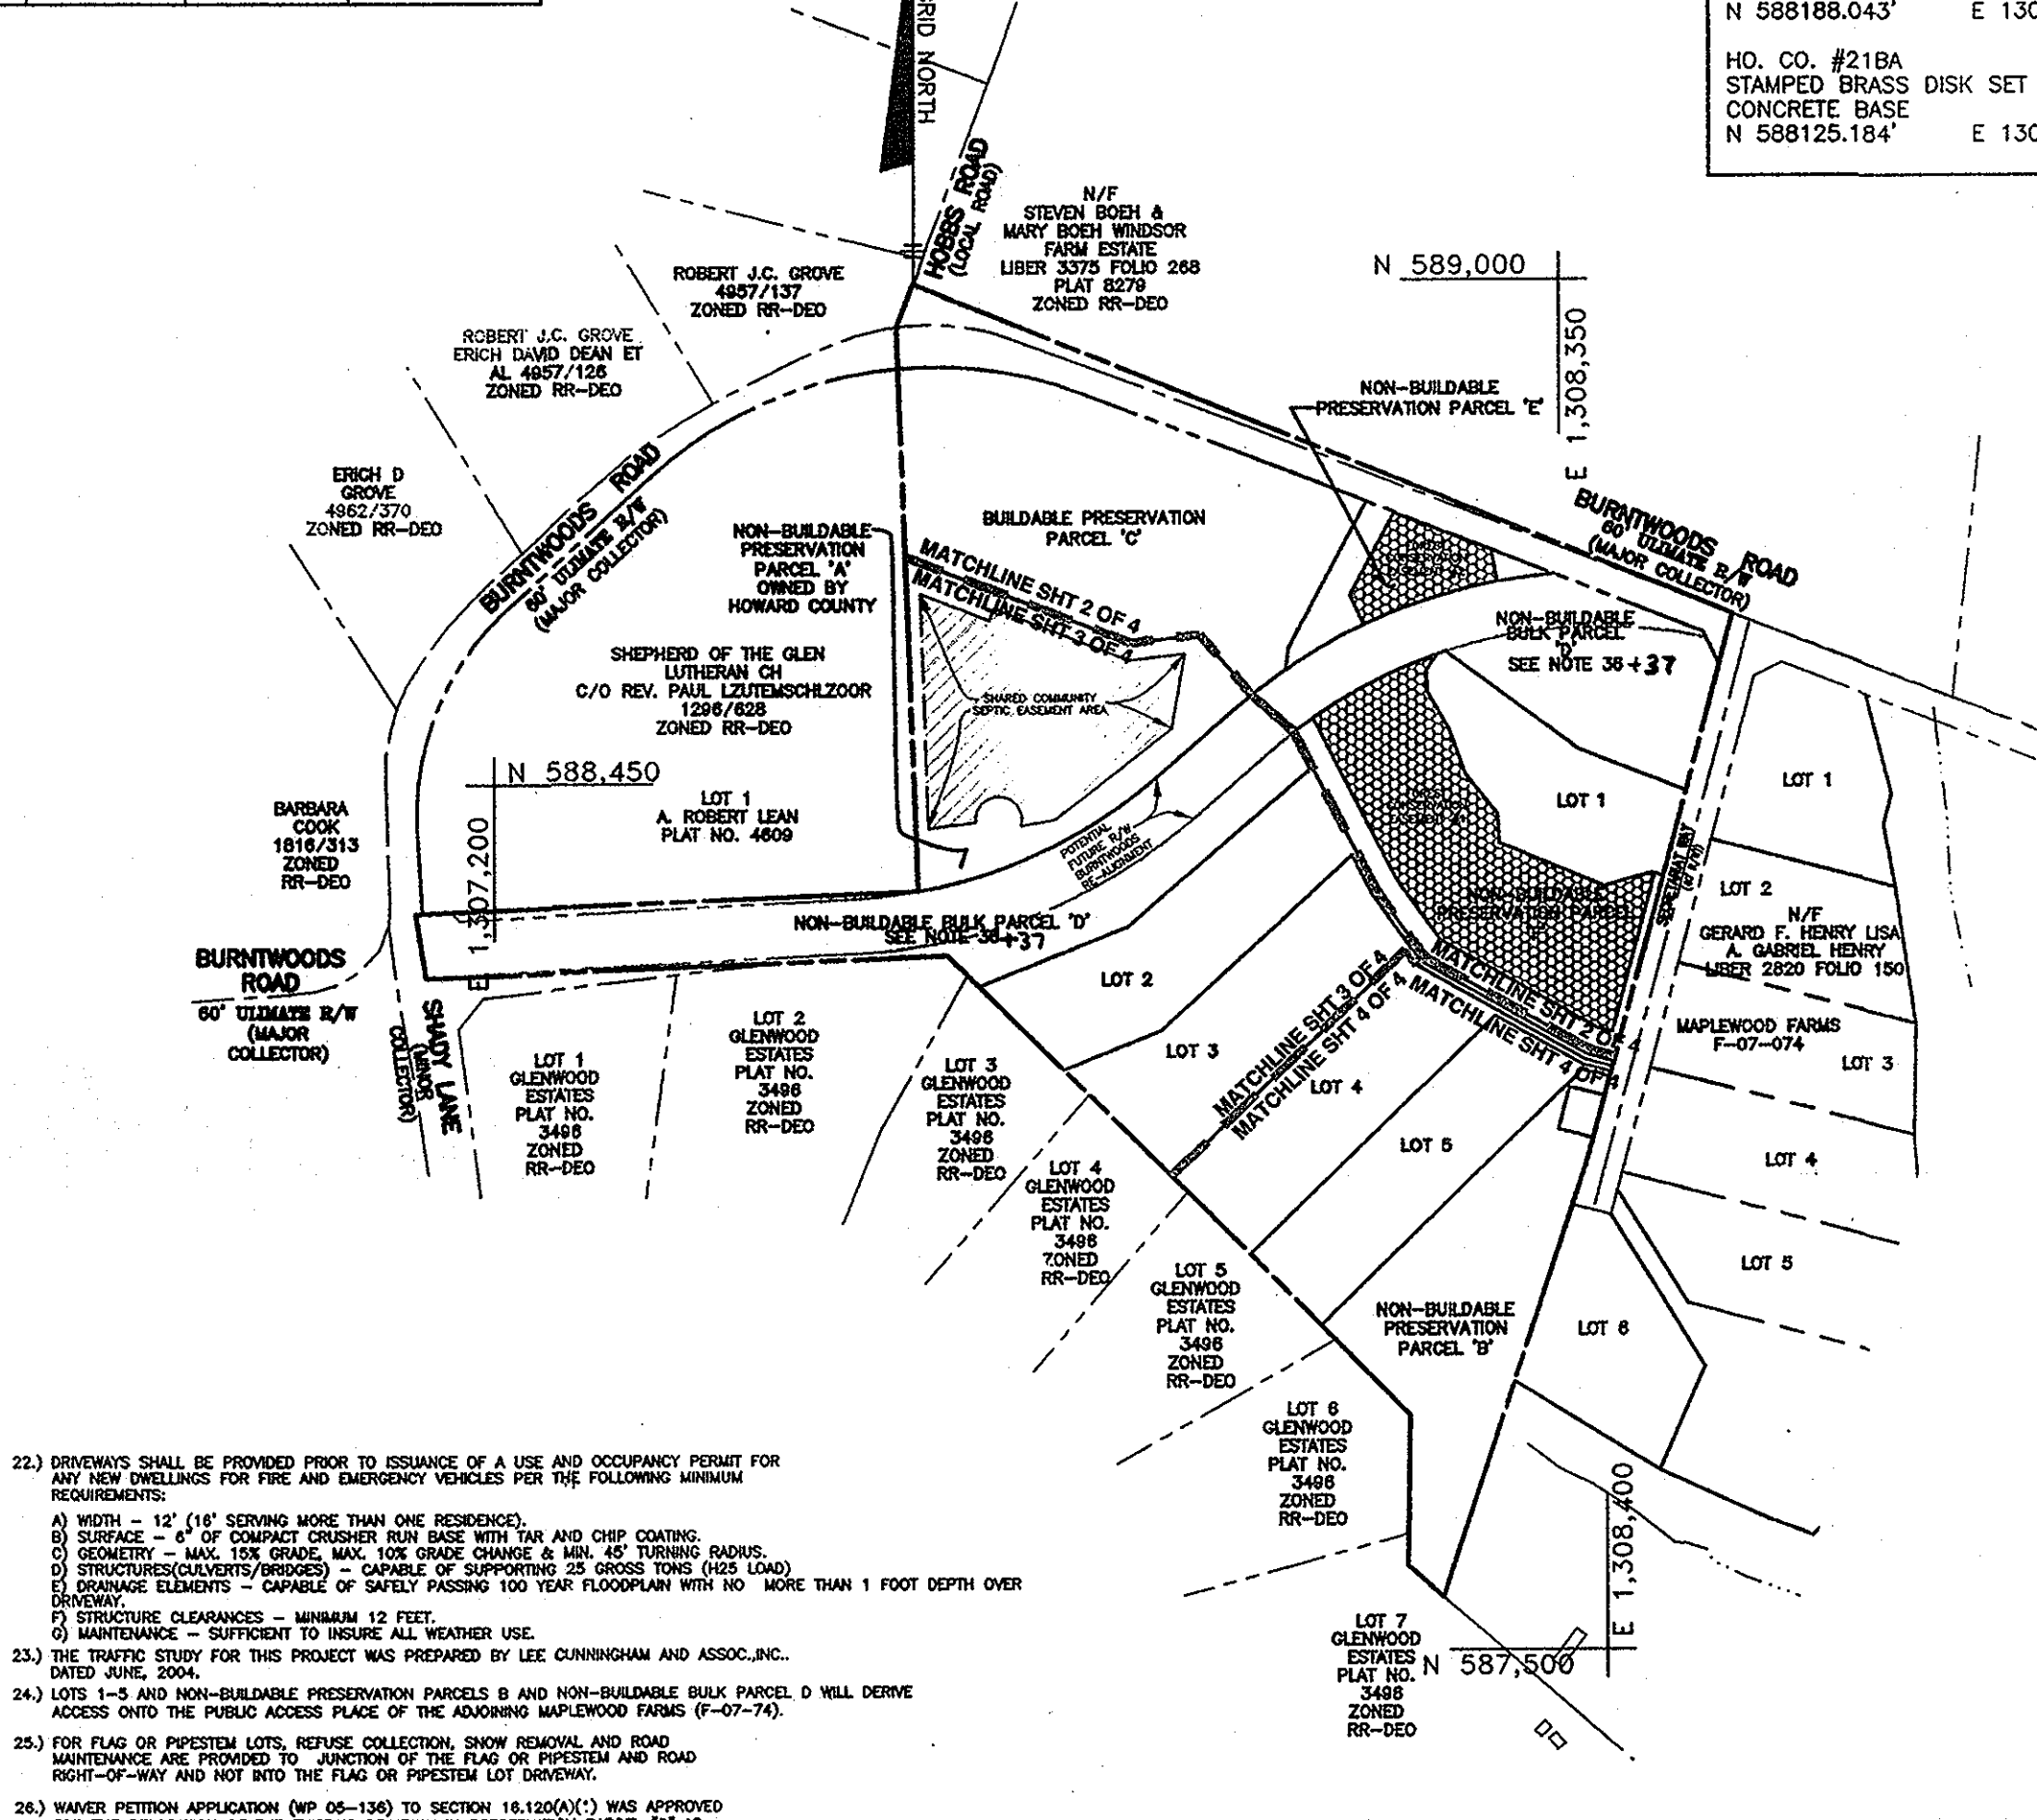 N 588188.043' E 130
HO. CO. #21BA
STAMPED BRASS DISK SET
CONCRETE BASE
N 588125.184' E 130
GRID NORTH
HOBBS ROAD
(LOCAL ROAD)
N/F
STEVEN BOEH &
MARY BOEH WINDSOR
FARM ESTATE
LIBER 3375 FOLIO 268
PLAT 8279
ZONED RR-DEO
N 589,000
E 1,308,350
ROBERT J.C. GROVE
4957/137
ZONED RR-DEO
ROBERT J.C. GROVE
ERICH DAVID DEAN ET
AL 4957/126
ZONED RR-DEO
NON-BUILDABLE
PRESERVATION PARCEL 'E'
ERICH D
GROVE
4962/370
ZONED RR-DEO
BURNTWOODS ROAD
60' ULIMATE R/W
(MAJOR COLLECTOR)
NON-BUILDABLE
PRESERVATION
PARCEL 'A'
OWNED BY
HOWARD COUNTY
BUILDABLE PRESERVATION
PARCEL 'C'
BURNTWOODS ROAD
60' ULIMATE R/W
(MAJOR COLLECTOR)
MATCHLINE SHT 2 OF 4
MATCHLINE SHT 3 OF 4
NON-BUILDABLE
BULK PARCEL
'D'
SEE NOTE 36+37
SHEPHERD OF THE GLEN
LUTHERAN CH
C/O REV. PAUL LZUTEMSCHLZOOR
1296/628
ZONED RR-DEO
SHARED COMMUNITY
SEPTIC EASEMENT AREA
N 588,450
E 1,307,200
LOT 1
A. ROBERT LEAN
PLAT NO. 4609
LOT 1
LOT 1
BARBARA
COOK
1816/313
ZONED
RR-DEO
POTENTIAL
FUTURE R/W
BURNTWOODS
RE-ALIGNMENT
LOT 2
N/F
GERARD F. HENRY LISA
A. GABRIEL HENRY
LIBER 2820 FOLIO 150
NON-BUILDABLE
PRESERVATION PARCEL
NON-BUILDABLE BULK PARCEL 'D'
SEE NOTE 36+37
BURNTWOODS
ROAD
60' ULIMATE R/W
(MAJOR
COLLECTOR)
SHADY LANE
(MINOR
COLLECTOR)
LOT 2
LOT 3
MATCHLINE SHT 3 OF 4
MATCHLINE SHT 4 OF 4
MATCHLINE SHT 2 OF 4
MATCHLINE SHT 4 OF 4
MAPLEWOOD FARMS
F-07-074
LOT 3
LOT 4
LOT 5
LOT 4
LOT 5
LOT 6
LOT 1
GLENWOOD
ESTATES
PLAT NO.
3496
ZONED
RR-DEO
LOT 2
GLENWOOD
ESTATES
PLAT NO.
3496
ZONED
RR-DEO
LOT 3
GLENWOOD
ESTATES
PLAT NO.
3496
ZONED
RR-DEO
LOT 4
GLENWOOD
ESTATES
PLAT NO.
3496
ZONED
RR-DEO
LOT 5
GLENWOOD
ESTATES
PLAT NO.
3496
ZONED
RR-DEO
NON-BUILDABLE
PRESERVATION
PARCEL 'B'
LOT 6
GLENWOOD
ESTATES
PLAT NO.
3496
ZONED
RR-DEO
LOT 7
GLENWOOD
ESTATES
PLAT NO.
3496
ZONED
RR-DEO
E 1,308,400
N 587,500
22.) DRIVEWAYS SHALL BE PROVIDED PRIOR TO ISSUANCE OF A USE AND OCCUPANCY PERMIT FOR
ANY NEW DWELLINGS FOR FIRE AND EMERGENCY VEHICLES PER THE FOLLOWING MINIMUM
REQUIREMENTS:
A) WIDTH - 12' (16' SERVING MORE THAN ONE RESIDENCE).
B) SURFACE - 6" OF COMPACT CRUSHER RUN BASE WITH TAR AND CHIP COATING.
C) GEOMETRY - MAX. 15% GRADE, MAX. 10% GRADE CHANGE & MIN. 45' TURNING RADIUS.
D) STRUCTURES(CULVERTS/BRIDGES) - CAPABLE OF SUPPORTING 25 GROSS TONS (H25 LOAD)
E) DRAINAGE ELEMENTS - CAPABLE OF SAFELY PASSING 100 YEAR FLOODPLAIN WITH NO MORE THAN 1 FOOT DEPTH OVER
DRIVEWAY.
F) STRUCTURE CLEARANCES - MINIMUM 12 FEET.
G) MAINTENANCE - SUFFICIENT TO INSURE ALL WEATHER USE.
23.) THE TRAFFIC STUDY FOR THIS PROJECT WAS PREPARED BY LEE CUNNINGHAM AND ASSOC.,INC..
DATED JUNE, 2004.
24.) LOTS 1-5 AND NON-BUILDABLE PRESERVATION PARCELS B AND NON-BUILDABLE BULK PARCEL D WILL DERIVE
ACCESS ONTO THE PUBLIC ACCESS PLACE OF THE ADJOINING MAPLEWOOD FARMS (F-07-74).
25.) FOR FLAG OR PIPESTEM LOTS, REFUSE COLLECTION, SNOW REMOVAL AND ROAD
MAINTENANCE ARE PROVIDED TO JUNCTION OF THE FLAG OR PIPESTEM AND ROAD
RIGHT-OF-WAY AND NOT INTO THE FLAG OR PIPESTEM LOT DRIVEWAY.
26.) WAIVER PETITION APPLICATION (WP 05-136) TO SECTION 16.120(A)(*) WAS APPROVED